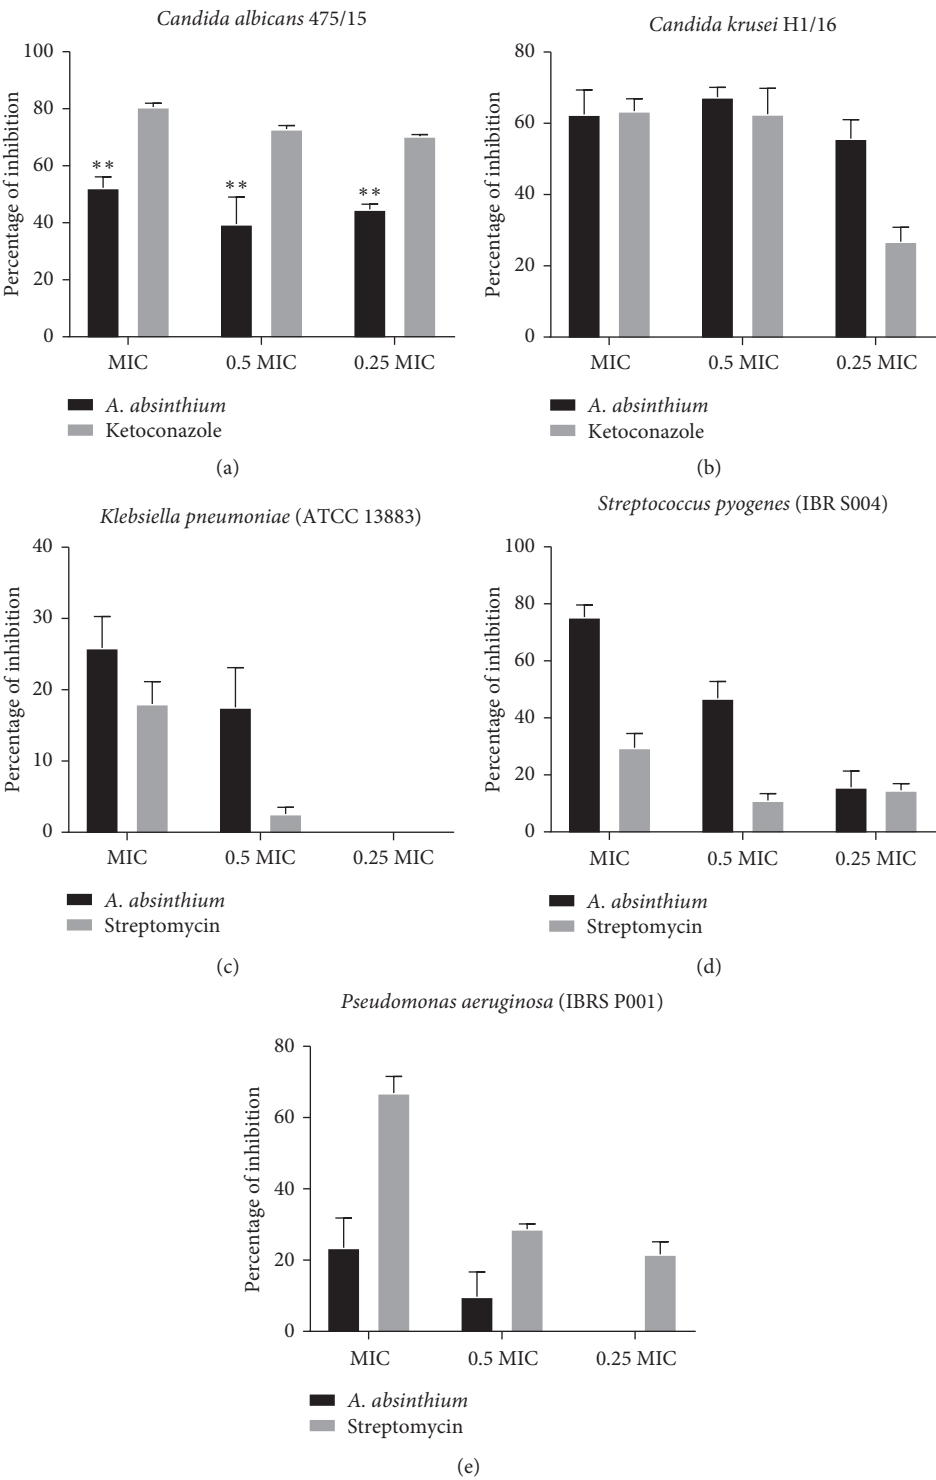 Candida albicans 475/15
Percentage of inhibition
100
80
60
40
20
0
**
**
**
MIC
0.5 MIC
0.25 MIC
A. absinthium
Ketoconazole
(a)
Candida krusei H1/16
Percentage of inhibition
80
60
40
20
0
MIC
0.5 MIC
0.25 MIC
A. absinthium
Ketoconazole
(b)
Klebsiella pneumoniae (ATCC 13883)
Percentage of inhibition
40
30
20
10
0
MIC
0.5 MIC
0.25 MIC
A. absinthium
Streptomycin
(c)
Streptococcus pyogenes (IBR S004)
Percentage of inhibition
100
80
60
40
20
0
MIC
0.5 MIC
0.25 MIC
A. absinthium
Streptomycin
(d)
Pseudomonas aeruginosa (IBRS P001)
Percentage of inhibition
80
60
40
20
0
MIC
0.5 MIC
0.25 MIC
A. absinthium
Streptomycin
(e)